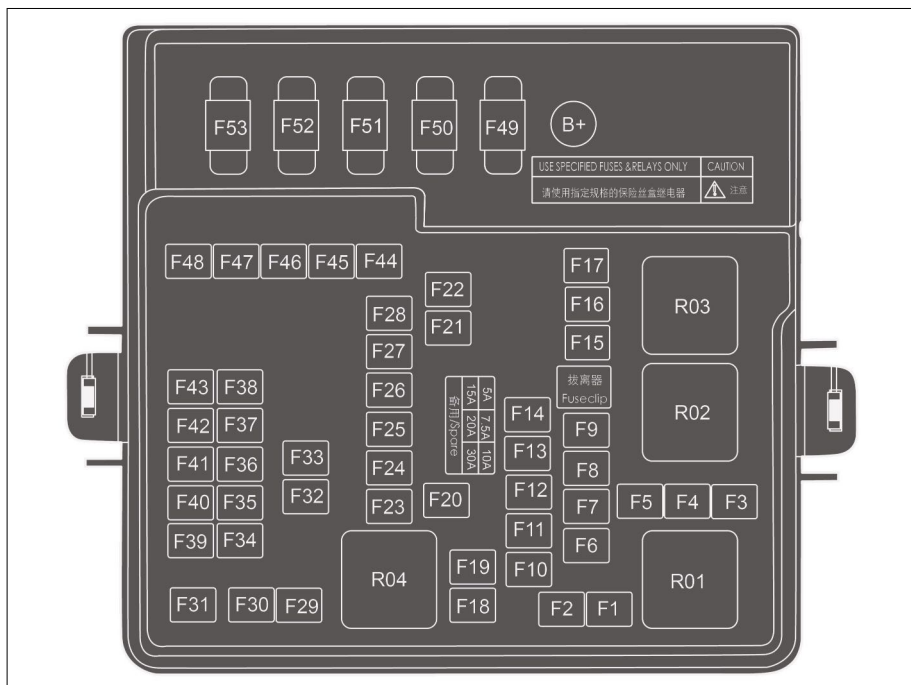 F53 F52 F51 F50 F49 B+
USE SPECIFIED FUSES &RELAYS ONLY CAUTION
请使用指定规格的保险丝盒继电器 注意
F48 F47 F46 F45 F44
F22
F21
F17
F16
F15
R03
F28
F27
F26
F25
F24
F23
拔离器
Fuseclip
R02
F43 F38
F42 F37
F41 F36
F40 F35
F39 F34
F33
F32
5A 7.5A 10A
15A 20A 30A
备用/Spare
F14
F13
F12
F11
F10
F9
F8
F7
F6
F5 F4 F3
F20
R04
F19
F18
R01
F31 F30 F29
F2 F1